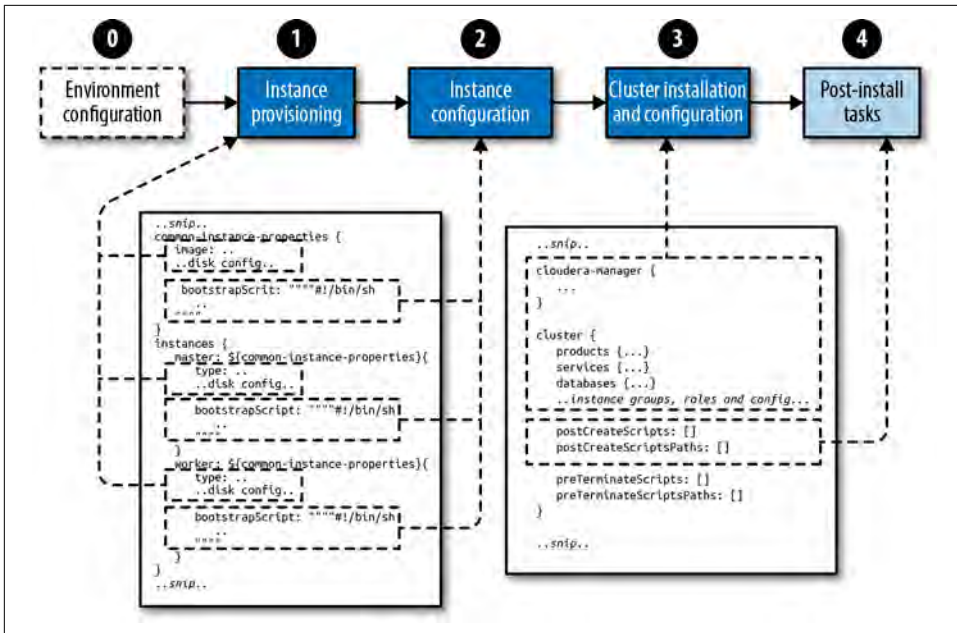 0
1
2
3
4
Environment
configuration
Instance
provisioning
Instance
configuration
Cluster installation
and configuration
Post-install
tasks
..snip..
common-instance-properties {
image: ..
..disk config..
bootstrapScrit: """"#!/bin/sh
..
""""
}
instances {
master: ${common-instance-properties}{
type: ..
..disk config..
bootstrapScript: """"#!/bin/sh
..
""""
}
worker: ${common-instance-properties}{
type: ..
..disk config..
bootstrapScript: """"#!/bin/sh
..
""""
}
}
..snip..
..snip..
cloudera-manager {
...
}
cluster {
products {...}
services {...}
databases {...}
..instance groups, roles and config...
postCreateScripts: []
postCreateScriptsPaths: []
preTerminateScripts: []
preTerminateScriptsPaths: []
}
..snip..